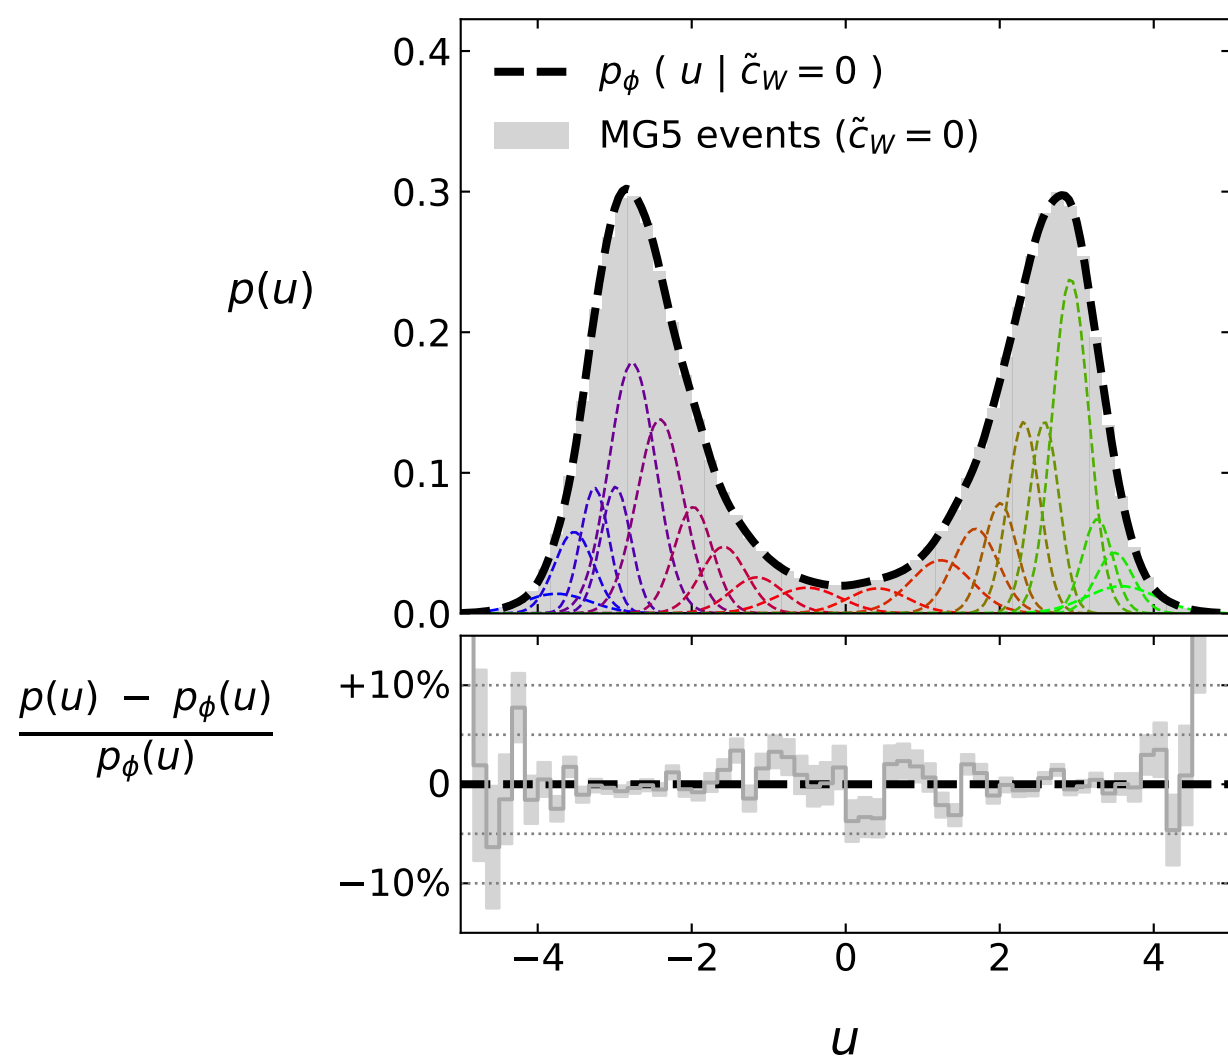 0.4
p_ϕ ( u | c̃_W = 0 )
MG5 events (c̃_W = 0)
0.3
p(u)
0.2
0.1
0.0
p(u) − p_ϕ(u)
p_ϕ(u)
+10%
0
−10%
−4 −2 0 2 4
u